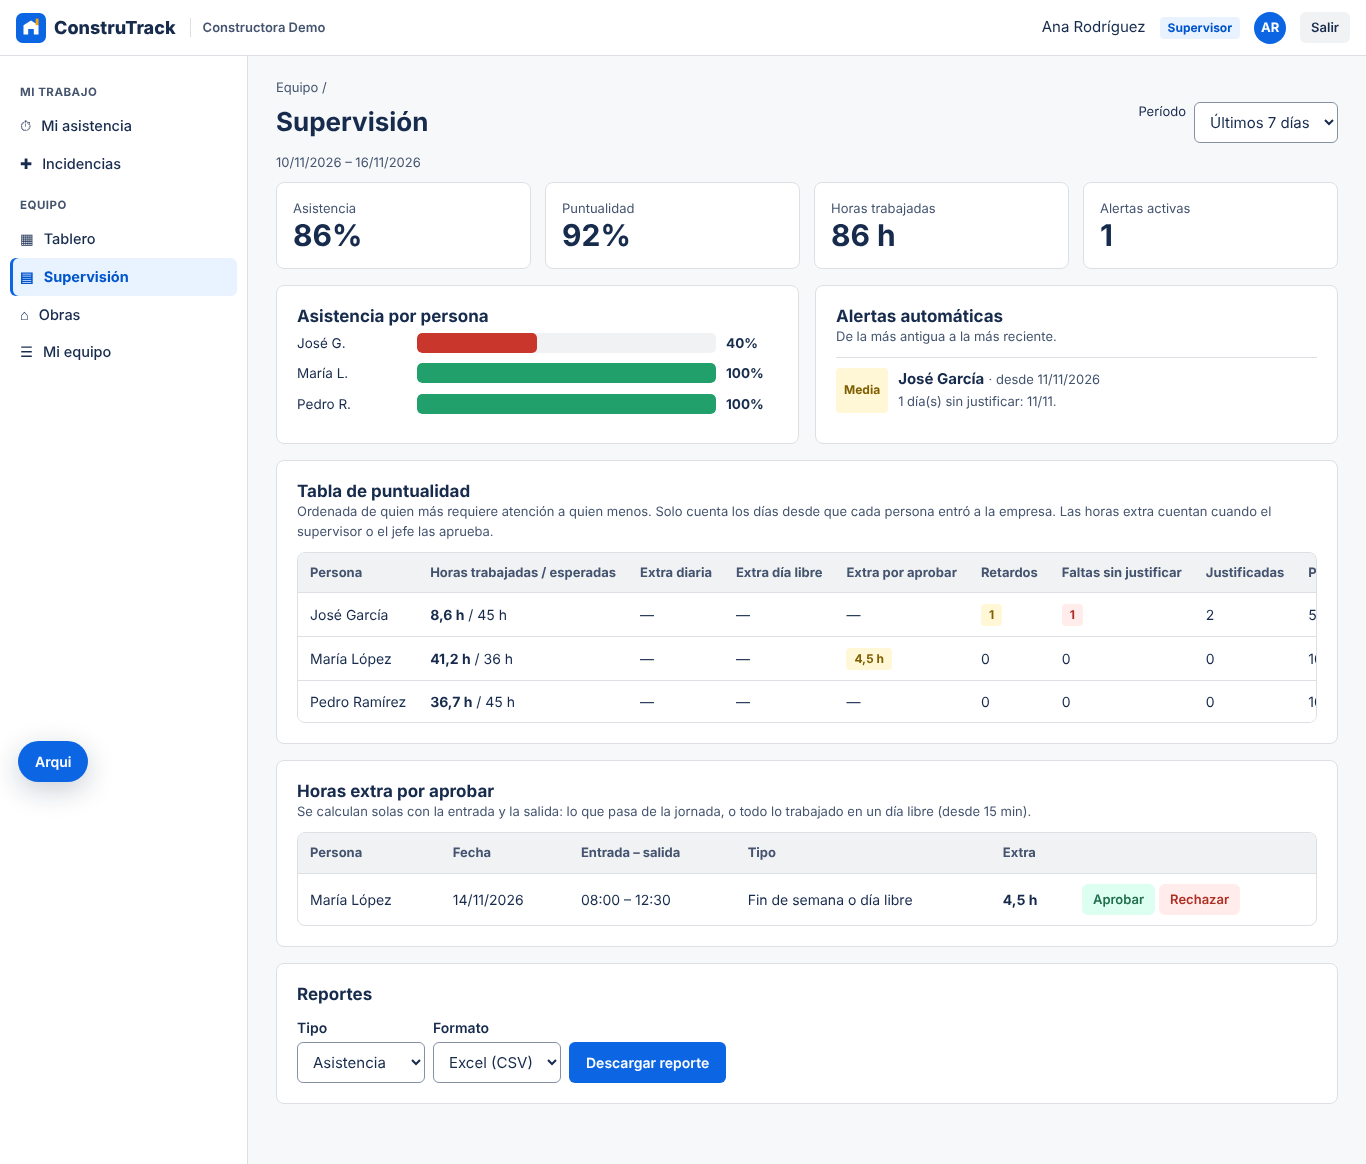 ConstruTrack
Constructora Demo
Ana Rodríguez
Supervisor
AR
Salir
MI TRABAJO
Mi asistencia
Incidencias
EQUIPO
Tablero
Supervisión
Obras
Mi equipo
Arqui
Equipo /
Supervisión
Período
Últimos 7 días
10/11/2026 – 16/11/2026
Asistencia
86%
Puntualidad
92%
Horas trabajadas
86 h
Alertas activas
1
Asistencia por persona
José G. 40%
María L. 100%
Pedro R. 100%
Alertas automáticas
De la más antigua a la más reciente.
Media
José García · desde 11/11/2026
1 día(s) sin justificar: 11/11.
Tabla de puntualidad
Ordenada de quien más requiere atención a quien menos. Solo cuenta los días desde que cada persona entró a la empresa. Las horas extra cuentan cuando el
supervisor o el jefe las aprueba.
Persona Horas trabajadas / esperadas Extra diaria Extra día libre Extra por aprobar Retardos Faltas sin justificar Justificadas
José García 8,6 h / 45 h — — — 1 1 2
María López 41,2 h / 36 h — — 4,5 h 0 0 0
Pedro Ramírez 36,7 h / 45 h — — — 0 0 0
Horas extra por aprobar
Se calculan solas con la entrada y la salida: lo que pasa de la jornada, o todo lo trabajado en un día libre (desde 15 min).
Persona Fecha Entrada – salida Tipo Extra
María López 14/11/2026 08:00 – 12:30 Fin de semana o día libre 4,5 h Aprobar Rechazar
Reportes
Tipo Formato
Asistencia Excel (CSV) Descargar reporte